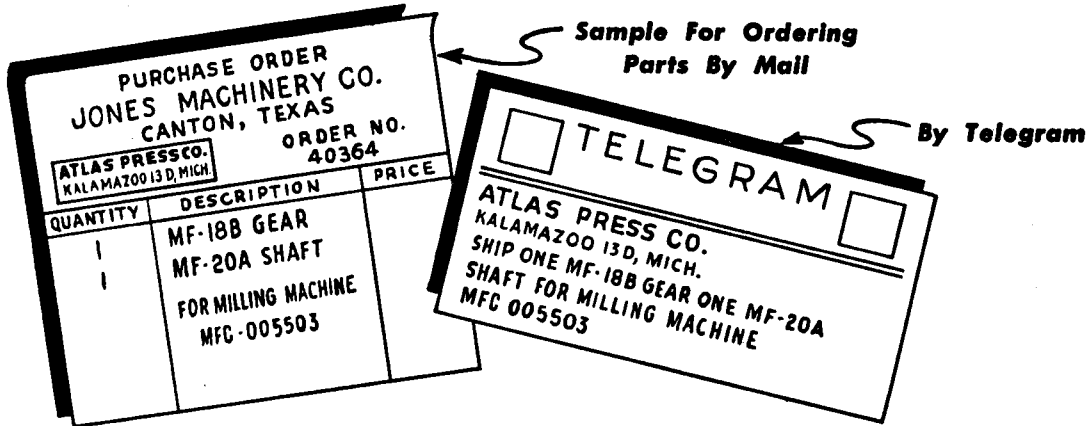 Sample For Ordering
Parts By Mail
PURCHASE ORDER
JONES MACHINERY CO.
CANTON, TEXAS
ORDER NO.
40364
ATLAS PRESS CO.
KALAMAZOO 13D, MICH.
QUANTITY DESCRIPTION PRICE
1 MF-18B GEAR
1 MF-20A SHAFT
FOR MILLING MACHINE
MFC-005503
By Telegram
TELEGRAM
ATLAS PRESS CO.
KALAMAZOO 13D, MICH.
SHIP ONE MF-18B GEAR ONE MF-20A
SHAFT FOR MILLING MACHINE
MFC 005503